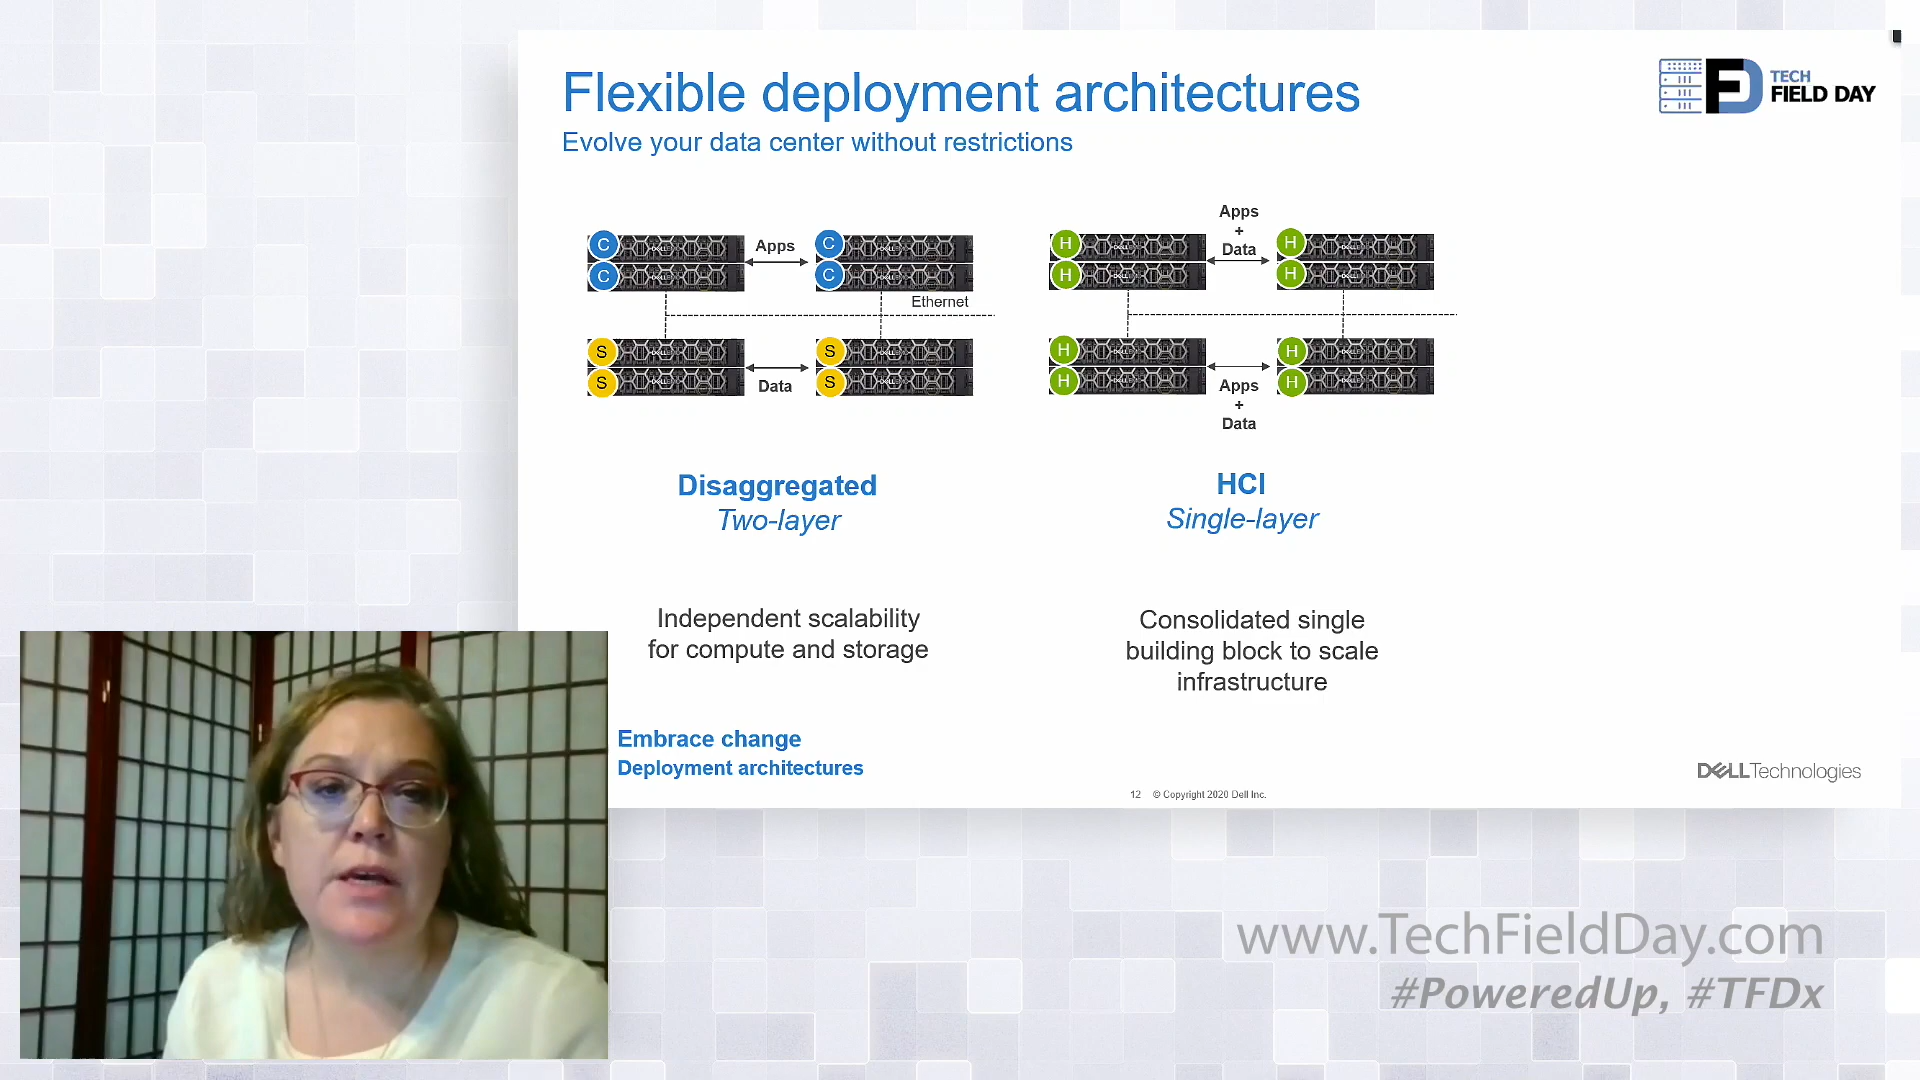 Flexible deployment architectures
Evolve your data center without restrictions
TECH
FIELD DAY
C
C
Apps
C
C
Ethernet
S
S
Data
S
S
H
H
Apps
+
Data
H
H
H
H
Apps
+
Data
H
H
Disaggregated
Two-layer
HCI
Single-layer
Independent scalability
for compute and storage
Consolidated single
building block to scale
infrastructure
Embrace change
Deployment architectures
12 © Copyright 2020 Dell Inc.
DELL Technologies
www.TechFieldDay.com
#PoweredUp, #TFDx